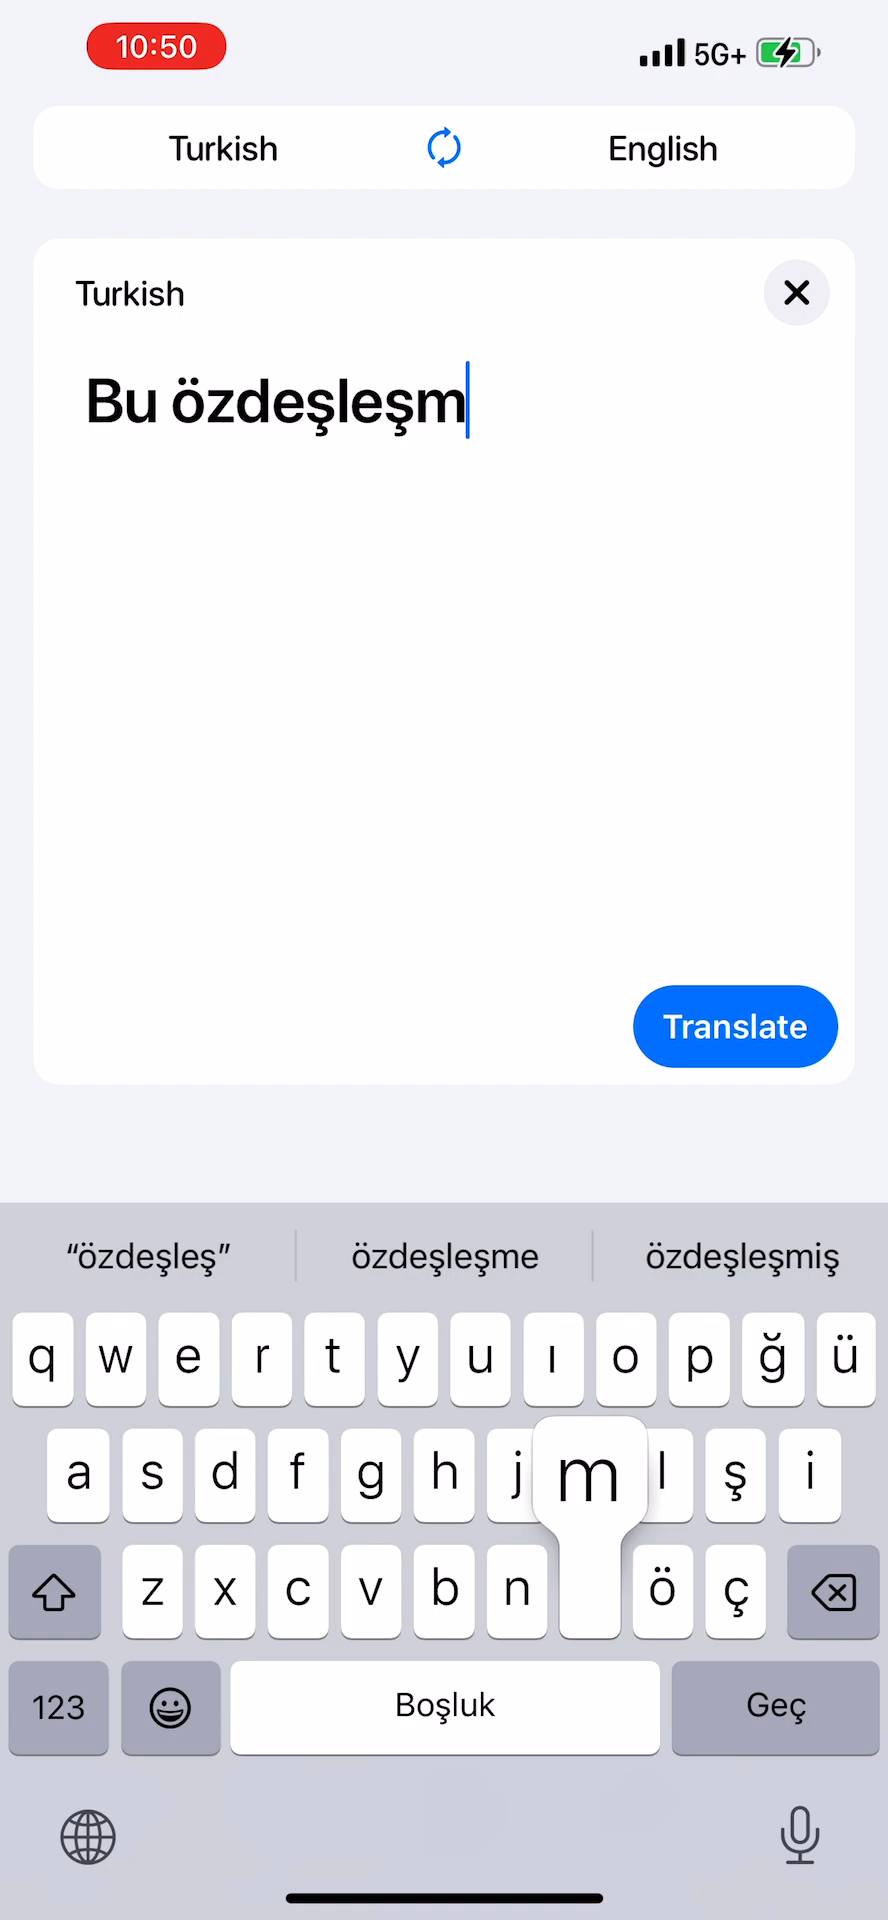 10:50 5G+
Turkish English
Turkish
Bu özdeşleşm
Translate
“özdeşleş” özdeşleşme özdeşleşmiş
q w e r t y u ı o p ğ ü
a s d f g h j m l ş i
z x c v b n ö ç
123 Boşluk Geç